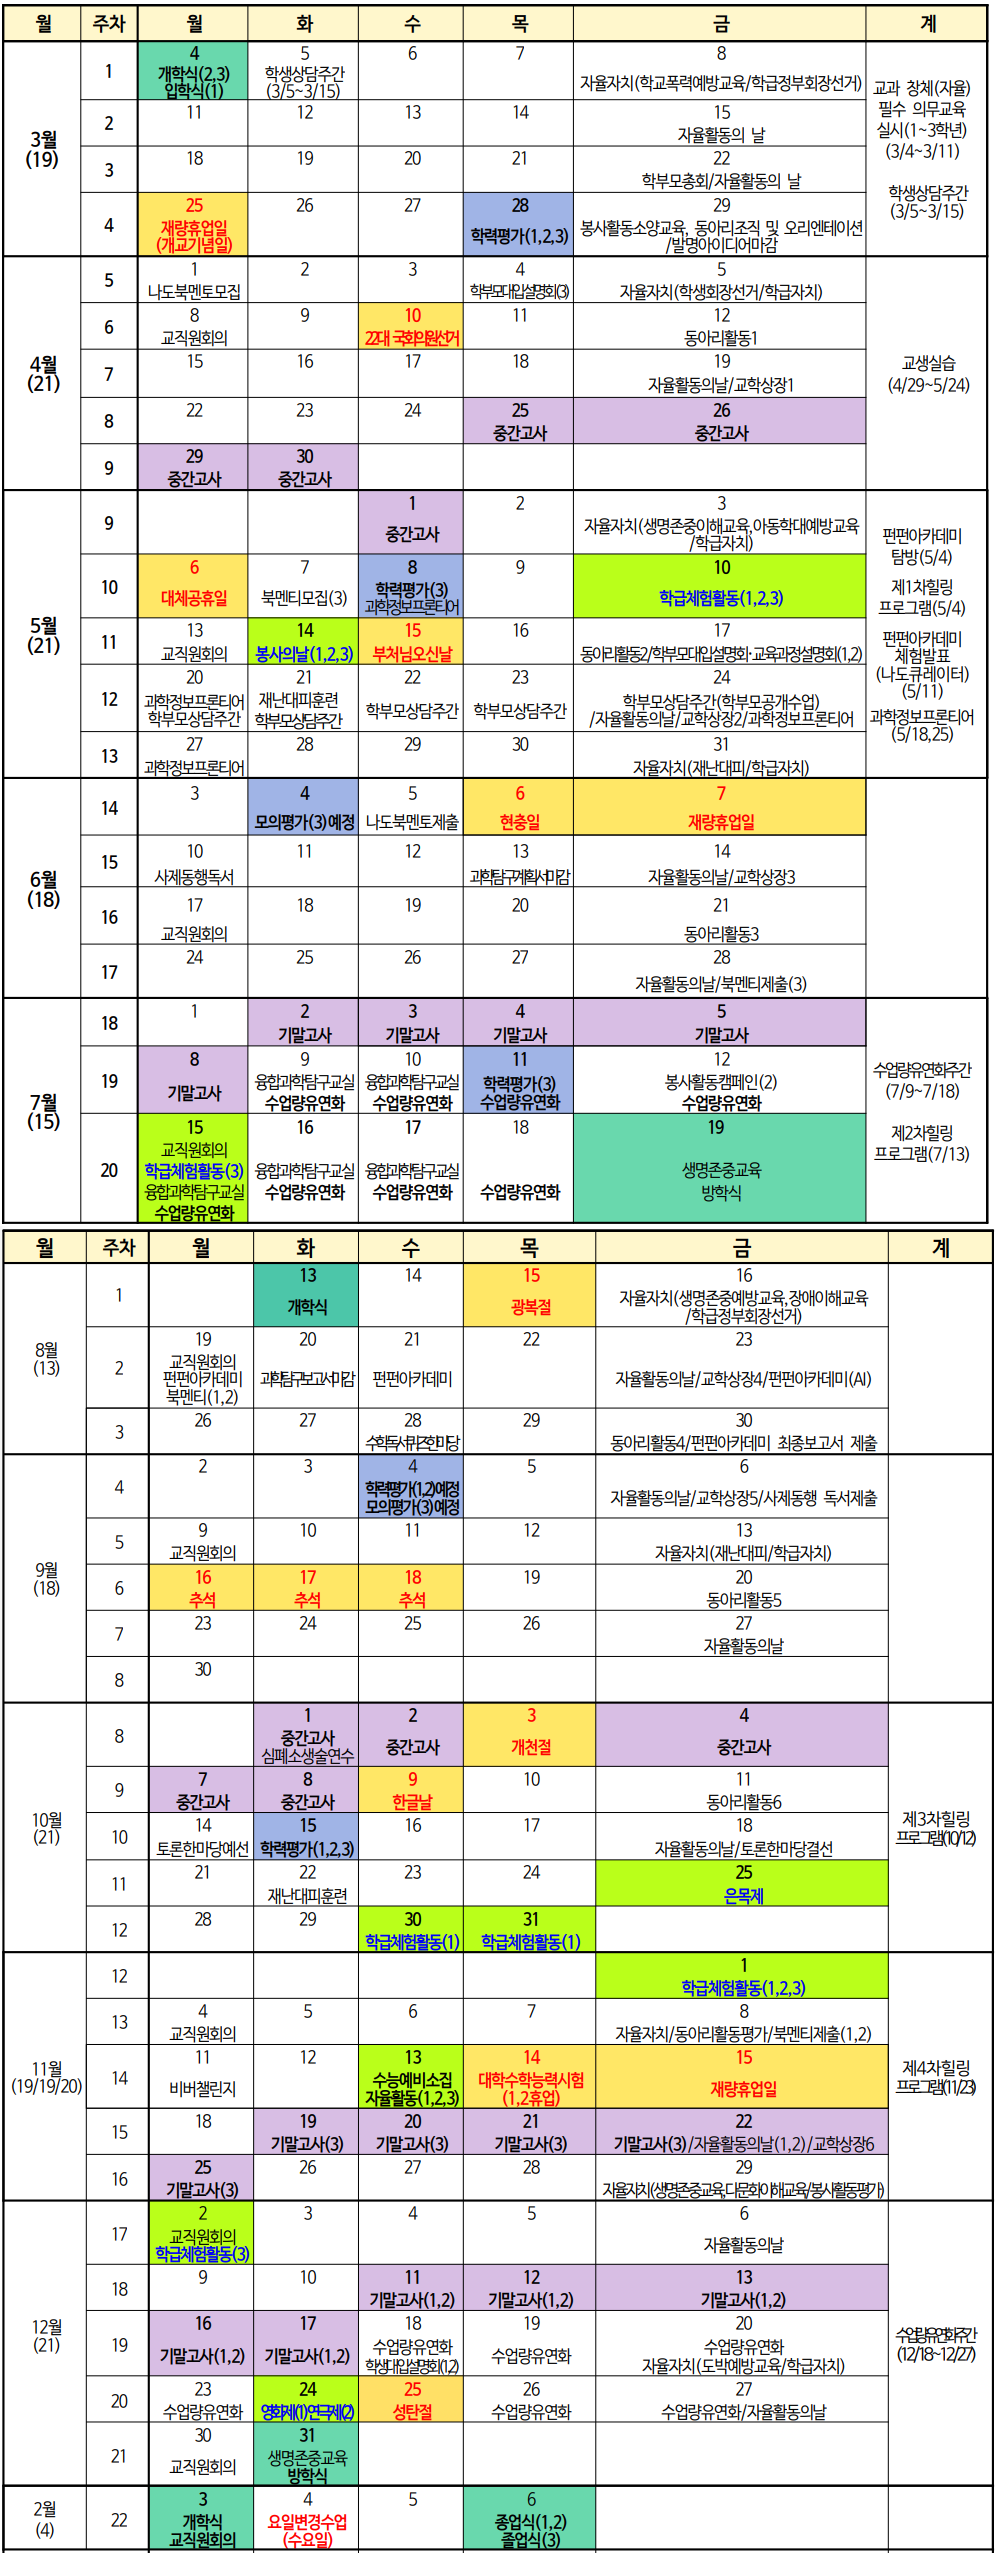 월 주차 월 화 수 목 금 계
3월
(19)
1
4
개학식(2,3)
입학식(1)
5
학생상담주간
(3/5~3/15)
6
7
8
자율자치(학교폭력예방교육/학급정부회장선거)
교과 창체(자율)
필수 의무교육
실시(1~3학년)
(3/4~3/11)
학생상담주간
(3/5~3/15)
2
11
12
13
14
15
자율활동의 날
3
18
19
20
21
22
학부모총회/자율활동의 날
4
25
재량휴업일
(개교기념일)
26
27
28
학력평가(1,2,3)
29
봉사활동소양교육, 동아리조직 및 오리엔테이션
/발명아이디어마감
4월
(21)
5
1
나도북멘토모집
2
3
4
학부모대입설명회(3)
5
자율자치(학생회장선거/학급자치)
교생실습
(4/29~5/24)
6
8
교직원회의
9
10
22대 국회의원선거
11
12
동아리활동1
7
15
16
17
18
19
자율활동의날/교학상장1
8
22
23
24
25
중간고사
26
중간고사
9
29
중간고사
30
중간고사
5월
(21)
9
1
중간고사
2
3
자율자치(생명존중이해교육,아동학대예방교육
/학급자치)
펀펀아카데미
탐방(5/4)
제1차힐링
프로그램(5/4)
펀펀아카데미
체험발표
(나도큐레이터)
(5/11)
과학정보프론티어
(5/18,25)
10
6
대체공휴일
7
북멘티모집(3)
8
학력평가(3)
과학정보프론티어
9
10
학급체험활동(1,2,3)
11
13
교직원회의
14
봉사의날(1,2,3)
15
부처님오신날
16
17
동아리활동2/학부모대입설명회·교육과정설명회(1,2)
12
20
과학정보프론티어
학부모상담주간
21
재난대피훈련
학부모상담주간
22
학부모상담주간
23
학부모상담주간
24
학부모상담주간(학부모공개수업)
/자율활동의날/교학상장2/과학정보프론티어
13
27
과학정보프론티어
28
29
30
31
자율자치(재난대피/학급자치)
6월
(18)
14
3
4
모의평가(3)예정
5
나도북멘토제출
6
현충일
7
재량휴업일
15
10
사제동행독서
11
12
13
과학탐구계획서마감
14
자율활동의날/교학상장3
16
17
교직원회의
18
19
20
21
동아리활동3
17
24
25
26
27
28
자율활동의날/북멘티제출(3)
7월
(15)
18
1
2
기말고사
3
기말고사
4
기말고사
5
기말고사
수업량유연화주간
(7/9~7/18)
제2차힐링
프로그램(7/13)
19
8
기말고사
9
융합과학탐구교실
수업량유연화
10
융합과학탐구교실
수업량유연화
11
학력평가(3)
수업량유연화
12
봉사활동캠페인(2)
수업량유연화
20
15
교직원회의
학급체험활동(3)
융합과학탐구교실
수업량유연화
16
융합과학탐구교실
수업량유연화
17
융합과학탐구교실
수업량유연화
18
수업량유연화
19
생명존중교육
방학식
월 주차 월 화 수 목 금 계
8월
(13)
1
13
개학식
14
15
광복절
16
자율자치(생명존중예방교육,장애이해교육
/학급정부회장선거)
2
19
교직원회의
펀펀아카데미
북멘티(1,2)
20
과학탐구보고서마감
21
펀펀아카데미
22
23
자율활동의날/교학상장4/펀펀아카데미(AI)
3
26
27
28
수학독서퀴즈한마당
29
30
동아리활동4/펀펀아카데미 최종보고서 제출
9월
(18)
4
2
3
4
학력평가(1,2)예정
모의평가(3)예정
5
6
자율활동의날/교학상장5/사제동행 독서제출
5
9
교직원회의
10
11
12
13
자율자치(재난대피/학급자치)
6
16
추석
17
추석
18
추석
19
20
동아리활동5
7
23
24
25
26
27
자율활동의날
8
30
10월
(21)
8
1
중간고사
심폐소생술연수
2
중간고사
3
개천절
4
중간고사
제3차힐링
프로그램(10/12)
9
7
중간고사
8
중간고사
9
한글날
10
11
동아리활동6
10
14
토론한마당예선
15
학력평가(1,2,3)
16
17
18
자율활동의날/토론한마당결선
11
21
22
재난대피훈련
23
24
25
은목제
12
28
29
30
학급체험활동(1)
31
학급체험활동(1)
11월
(19/19/20)
12
1
학급체험활동(1,2,3)
제4차힐링
프로그램(11/23)
13
4
교직원회의
5
6
7
8
자율자치/동아리활동평가/북멘티제출(1,2)
14
11
비버챌린지
12
13
수능예비소집
자율활동(1,2,3)
14
대학수학능력시험
(1,2휴업)
15
재량휴업일
15
18
19
기말고사(3)
20
기말고사(3)
21
기말고사(3)
22
기말고사(3)/자율활동의날(1,2)/교학상장6
16
25
기말고사(3)
26
27
28
29
자율자치(생명존중교육,다문화이해교육/봉사활동평가)
12월
(21)
17
2
교직원회의
학급체험활동(3)
3
4
5
6
자율활동의날
수업량유연화주간
(12/18~12/27)
18
9
10
11
기말고사(1,2)
12
기말고사(1,2)
13
기말고사(1,2)
19
16
기말고사(1,2)
17
기말고사(1,2)
18
수업량유연화
학생대입설명회(1,2)
19
수업량유연화
20
수업량유연화
자율자치(도박예방교육/학급자치)
20
23
수업량유연화
24
영화제(1)연극제(2)
25
성탄절
26
수업량유연화
27
수업량유연화/자율활동의날
21
30
교직원회의
31
생명존중교육
방학식
2월
(4)
22
3
개학식
교직원회의
4
요일변경수업
(수요일)
5
6
종업식(1,2)
졸업식(3)